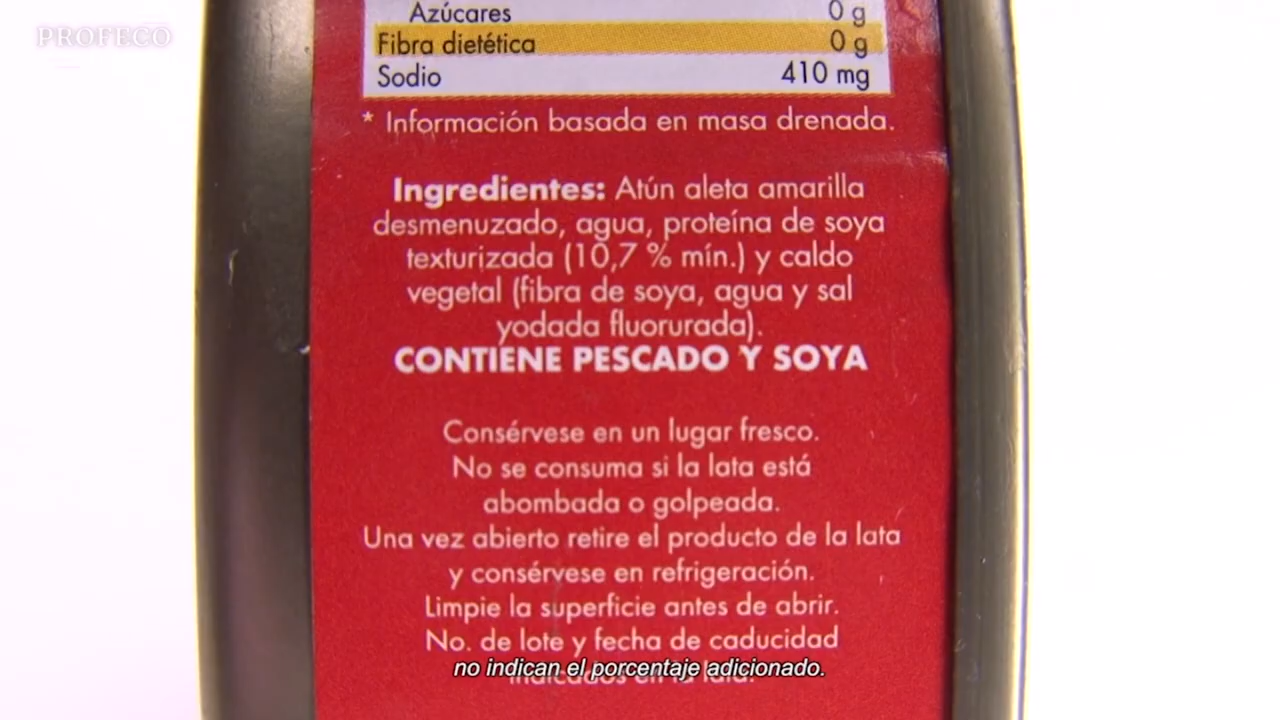 PROFECO
Azúcares 0 g
Fibra dietética 0 g
Sodio 410 mg
* Información basada en masa drenada.
Ingredientes: Atún aleta amarilla
desmenuzado, agua, proteína de soya
texturizada (10,7 % mín.) y caldo
vegetal (fibra de soya, agua y sal
yodada fluorurada).
CONTIENE PESCADO Y SOYA
Consérvese en un lugar fresco.
No se consuma si la lata está
abombada o golpeada.
Una vez abierto retire el producto de la lata
y consérvese en refrigeración.
Limpie la superficie antes de abrir.
No. de lote y fecha de caducidad
indicados en la lata.
no indican el porcentaje adicionado.